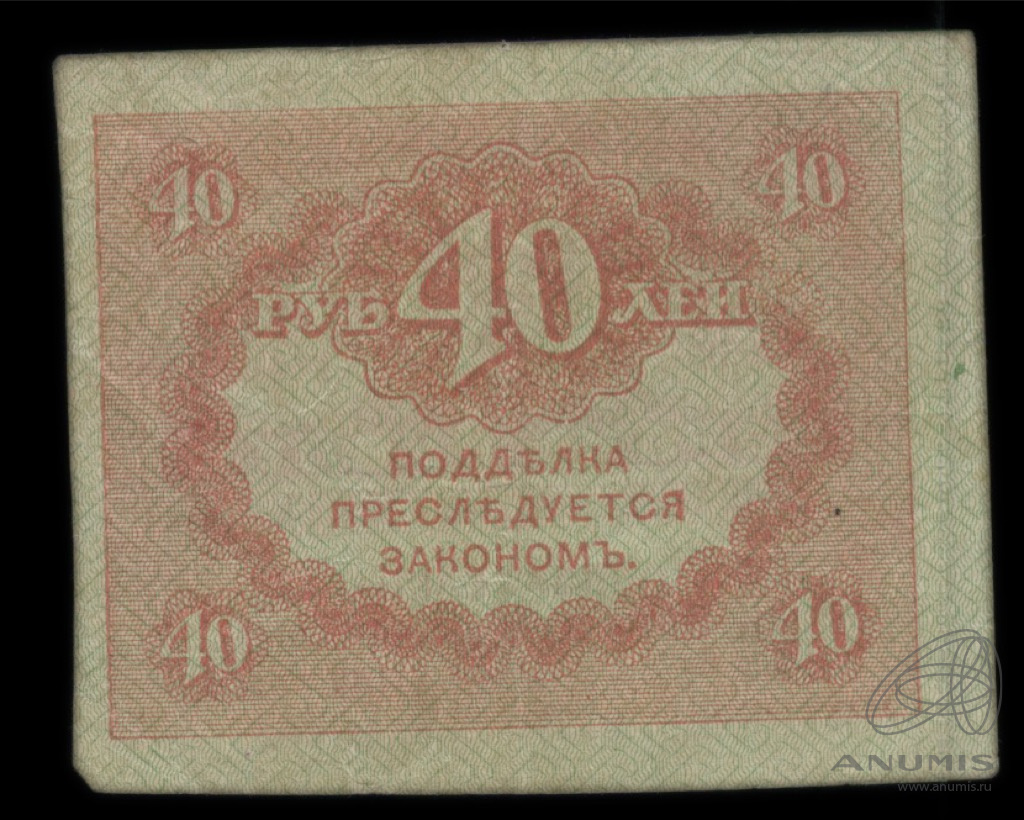 40 40
РУБ 40 ЛЕЙ
ПОДДѢЛКА
ПРЕСЛѢДУЕТСЯ
ЗАКОНОМЪ.
40 40
ANUMIS
www.anumis.ru